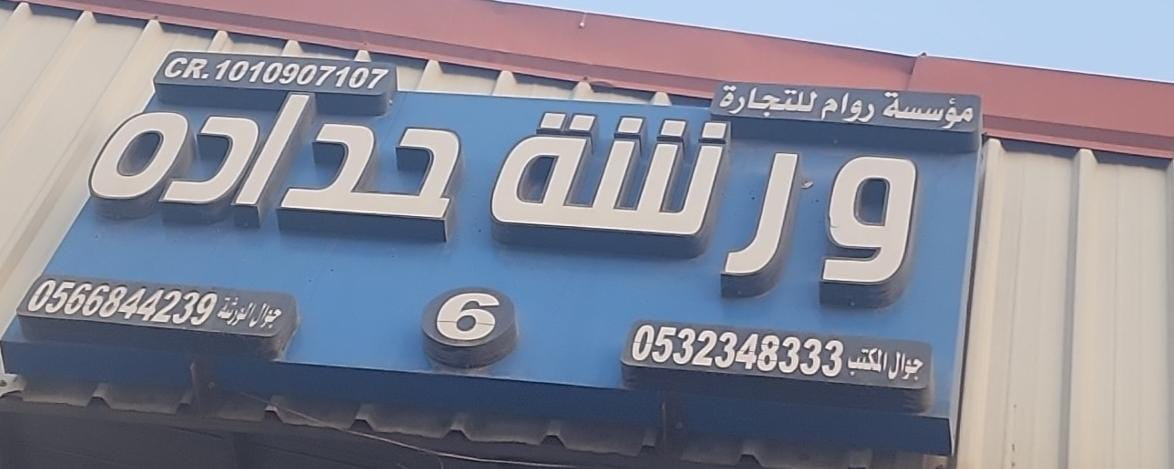 مؤسسة روام للتجارة
CR.1010907107
ورشة حداده
جوال المكتب 0532348333
6
جوال الورشة 0566844239